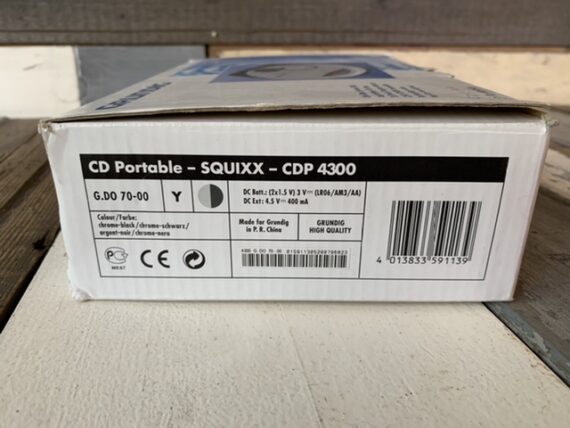 GRUNDIG
CD Portable – SQUIXX – CDP 4300
G.DO 70-00
Y
DC Batt.: (2x1.5 V) 3 V (LR06/AM3/AA)
DC Ext: 4.5 V 400 mA
Colour/Farbe:
chrome-black/chrome-schwarz/
argent-noir/chromo-nero
Made for Grundig
in P. R. China
GRUNDIG
HIGH QUALITY
CE
4 013833 591139